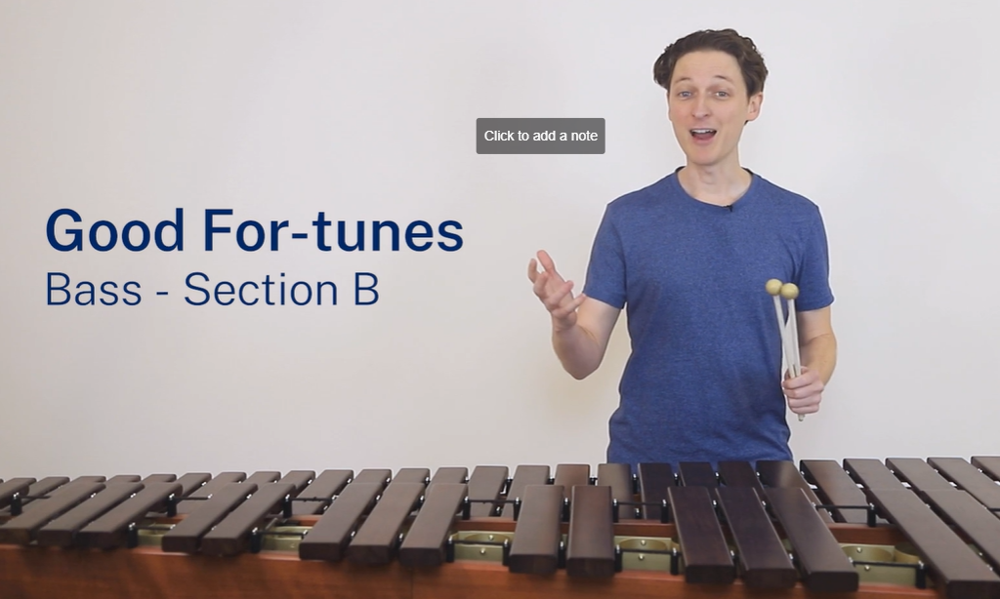 Click to add a note
Good For-tunes
Bass - Section B